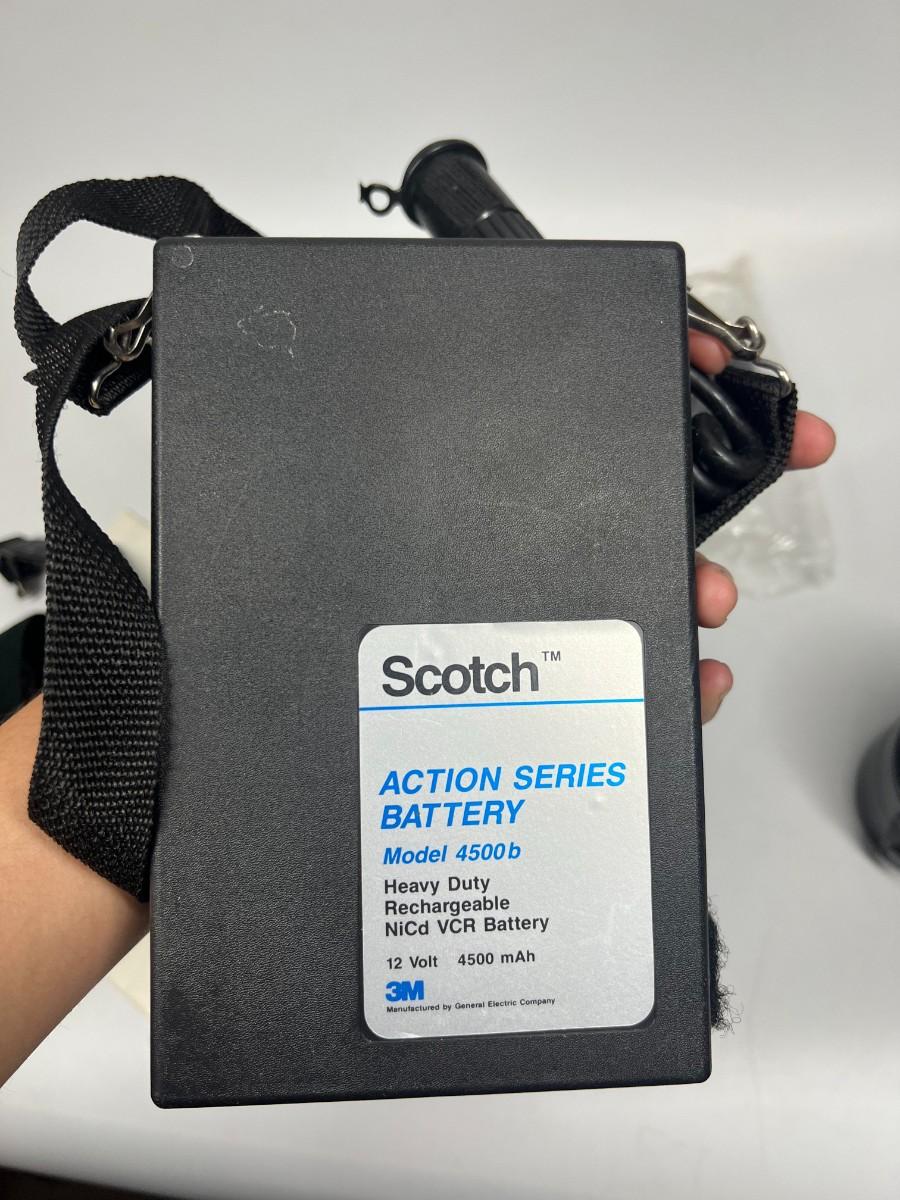 Scotch™
ACTION SERIES
BATTERY
Model 4500b
Heavy Duty
Rechargeable
NiCd VCR Battery
12 Volt 4500 mAh
3M
Manufactured by General Electric Company